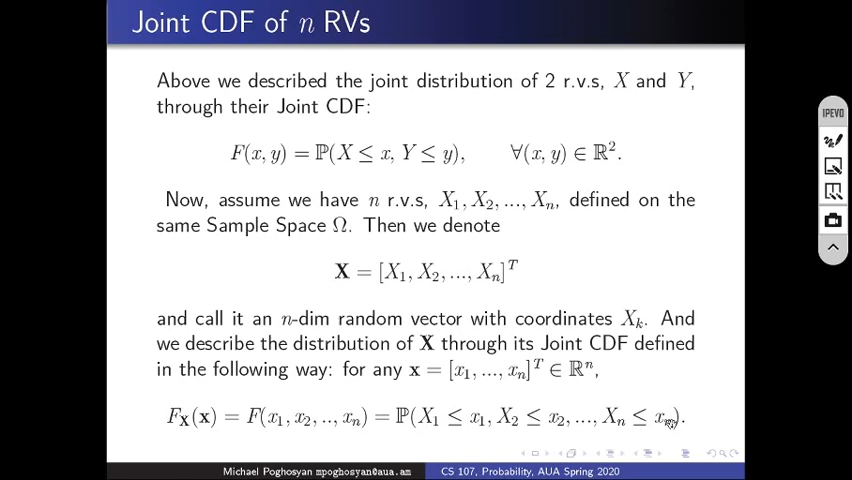 Joint CDF of n RVs
Above we described the joint distribution of 2 r.v.s, X and Y,
through their Joint CDF:
F(x, y) = ℙ(X ≤ x, Y ≤ y), ∀(x, y) ∈ ℝ².
Now, assume we have n r.v.s, X₁, X₂, ..., Xₙ, defined on the
same Sample Space Ω. Then we denote
𝐗 = [X₁, X₂, ..., Xₙ]ᵀ
and call it an n-dim random vector with coordinates Xₖ. And
we describe the distribution of 𝐗 through its Joint CDF defined
in the following way: for any 𝐱 = [x₁, ..., xₙ]ᵀ ∈ ℝⁿ,
F_𝐗(𝐱) = F(x₁, x₂, .., xₙ) = ℙ(X₁ ≤ x₁, X₂ ≤ x₂, ..., Xₙ ≤ xₙ).
Michael Poghosyan mpoghosyan@aua.am CS 107, Probability, AUA Spring 2020
IPEVO